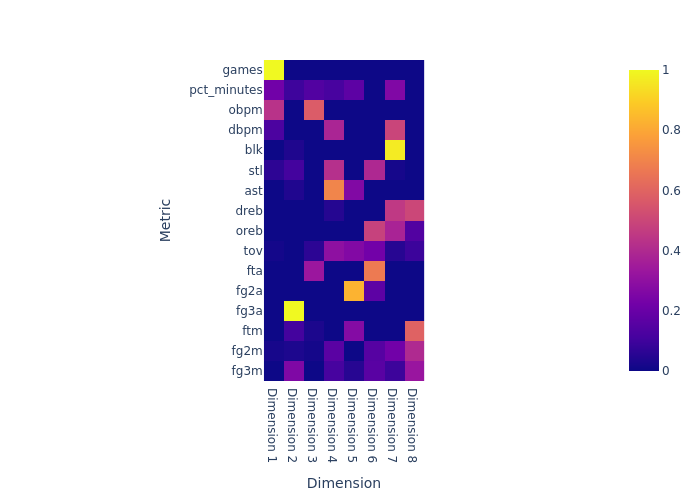 games
pct_minutes
obpm
dbpm
blk
stl
ast
dreb
oreb
tov
fta
fg2a
fg3a
ftm
fg2m
fg3m
Metric
Dimension 1
Dimension 2
Dimension 3
Dimension 4
Dimension 5
Dimension 6
Dimension 7
Dimension 8
Dimension
1
0.8
0.6
0.4
0.2
0